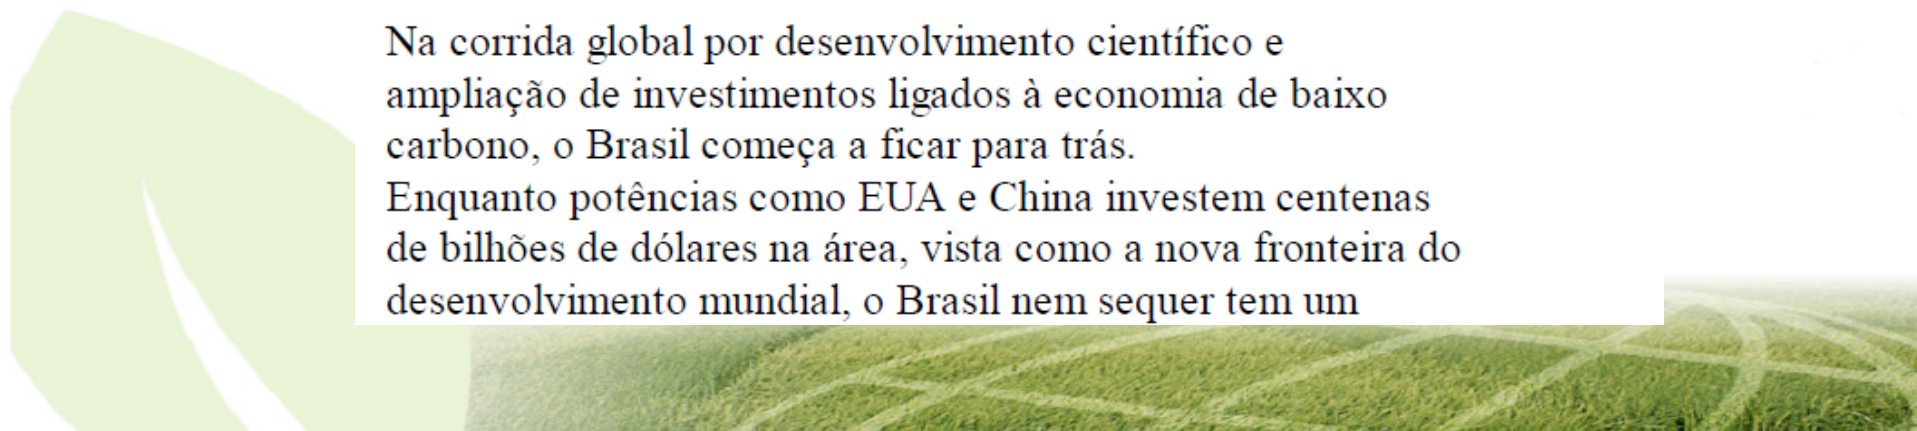 Na corrida global por desenvolvimento científico e
ampliação de investimentos ligados à economia de baixo
carbono, o Brasil começa a ficar para trás.
Enquanto potências como EUA e China investem centenas
de bilhões de dólares na área, vista como a nova fronteira do
desenvolvimento mundial, o Brasil nem sequer tem um